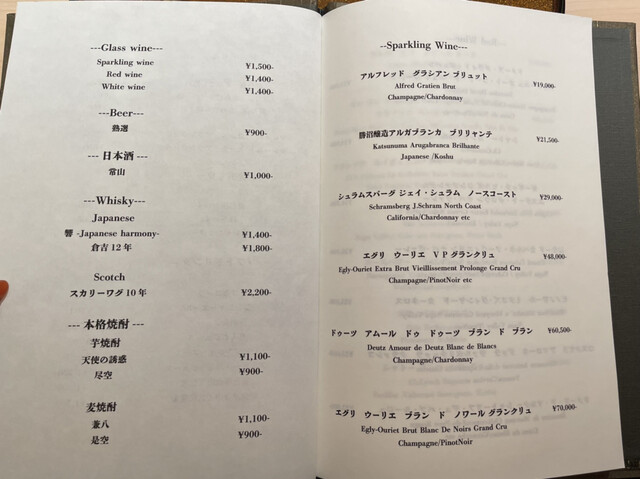 ---Glass wine---
Sparkling wine ¥1,500-
Red wine ¥1,400-
White wine ¥1,400-
---Beer---
熟選 ¥900-
--- 日本酒 ---
常山 ¥1,000-
---Whisky---
Japanese
響 -Japanese harmony- ¥1,400-
倉吉 12 年 ¥1,800-
Scotch
スカリーワグ 10 年 ¥2,200-
--- 本格焼酎 ---
芋焼酎
天使の誘惑 ¥1,100-
尽空 ¥900-
麦焼酎
兼八 ¥1,100-
是空 ¥900-
--Sparkling Wine---
アルフレッド グラシアン ブリュット ¥19,000-
Alfred Gratien Brut
Champagne/Chardonnay
勝沼醸造アルガブランカ ブリリャンテ ¥21,500-
Katsunuma Arugabranca Brilhante
Japanese /Koshu
シュラムスバーグ ジェイ・シュラム ノースコースト ¥29,000-
Schramsberg J.Schram North Coast
California/Chardonnay etc
エグリ ウーリエ V P グランクリュ ¥48,000-
Egly-Ouriet Extra Brut Vieillissement Prolonge Grand Cru
Champagne/PinotNoir etc
ドゥーツ アムール ドゥ ドゥーツ ブラン ド ブラン ¥60,500-
Deutz Amour de Deutz Blanc de Blancs
Champagne/Chardonnay
エグリ ウーリエ ブラン ド ノワール グランクリュ ¥70,000-
Egly-Ouriet Brut Blanc De Noirs Grand Cru
Champagne/PinotNoir